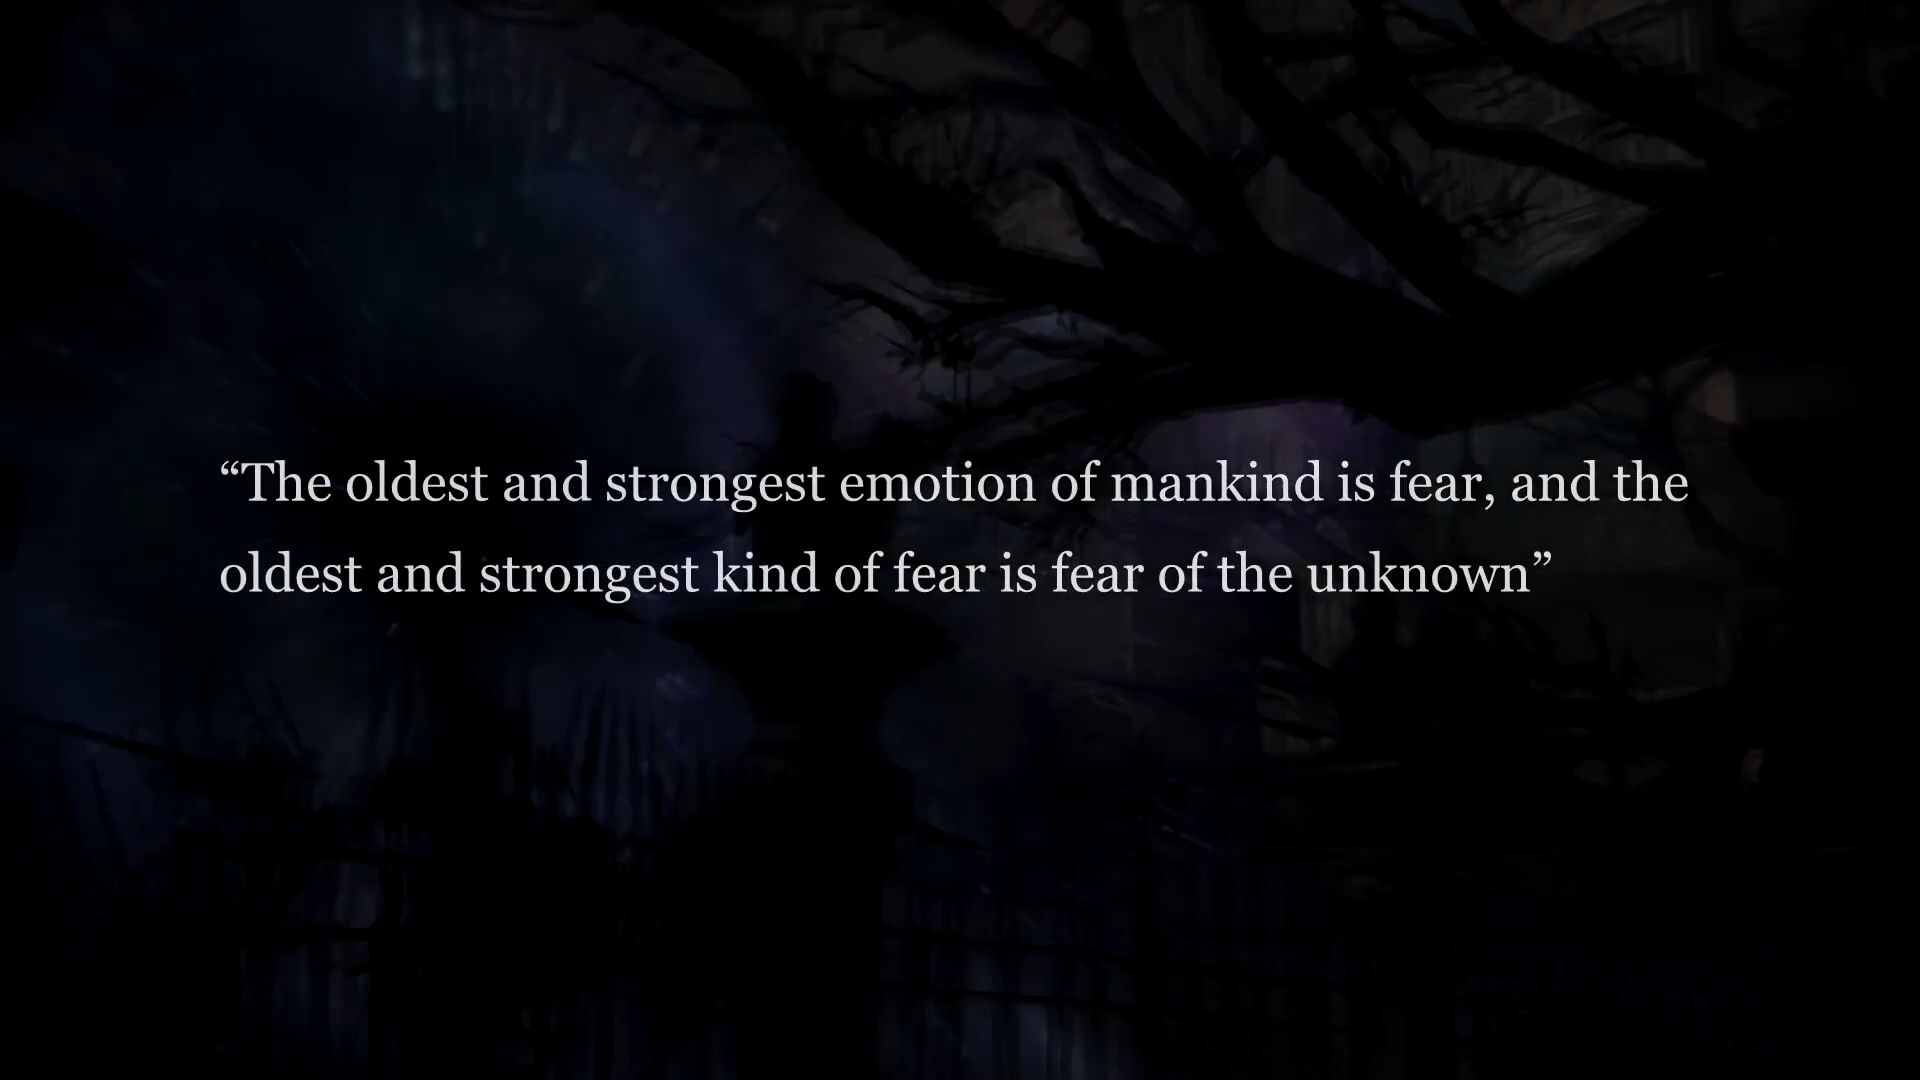 “The oldest and strongest emotion of mankind is fear, and the
oldest and strongest kind of fear is fear of the unknown”